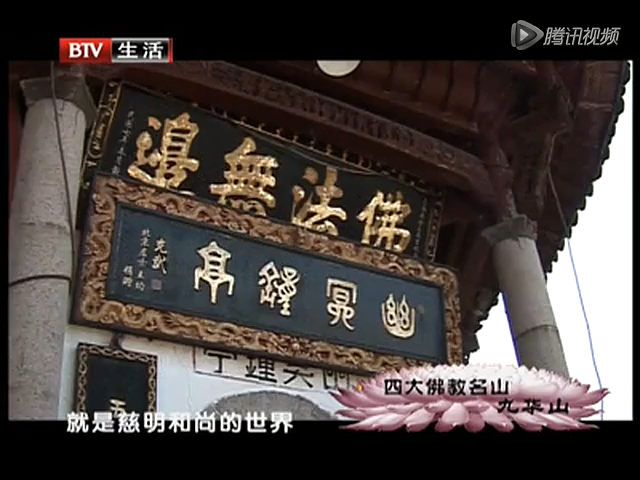 BTV 生活
腾讯视频
佛法無邊
幽冥鐘亭
四大佛教名山
九华山
就是慈明和尚的世界